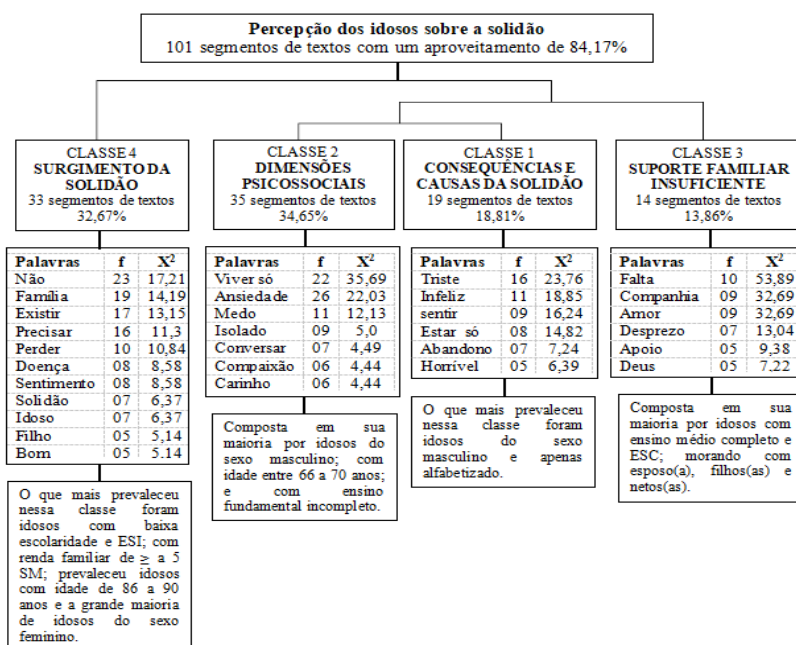 Percepção dos idosos sobre a solidão
101 segmentos de textos com um aproveitamento de 84,17%
CLASSE 4
SURGIMENTO DA
SOLIDÃO
33 segmentos de textos
32,67%
Palavras f X²
Não 23 17,21
Família 19 14,19
Existir 17 13,15
Precisar 16 11,3
Perder 10 10,84
Doença 08 8,58
Sentimento 08 8,58
Solidão 07 6,37
Idoso 07 6,37
Filho 05 5,14
Bom 05 5.14
O que mais prevaleceu
nessa classe foram
idosos com baixa
escolaridade e ESI; com
renda familiar de ≥ a 5
SM; prevaleceu idosos
com idade de 86 a 90
anos e a grande maioria
de idosos do sexo
feminino.
CLASSE 2
DIMENSÕES
PSICOSSOCIAIS
35 segmentos de textos
34,65%
Palavras f X²
Viver só 22 35,69
Ansiedade 26 22,03
Medo 11 12,13
Isolado 09 5,0
Conversar 07 4,49
Compaixão 06 4,44
Carinho 06 4,44
Composta em sua
maioria por idosos do
sexo masculino; com
idade entre 66 a 70 anos;
e com ensino
fundamental incompleto.
CLASSE 1
CONSEQUÊNCIAS E
CAUSAS DA SOLIDÃO
19 segmentos de textos
18,81%
Palavras f X²
Triste 16 23,76
Infeliz 11 18,85
sentir 09 16,24
Estar só 08 14,82
Abandono 07 7,24
Horrível 05 6,39
O que mais prevaleceu
nessa classe foram
idosos do sexo
masculino e apenas
alfabetizado.
CLASSE 3
SUPORTE FAMILIAR
INSUFICIENTE
14 segmentos de textos
13,86%
Palavras f X²
Falta 10 53,89
Companhia 09 32,69
Amor 09 32,69
Desprezo 07 13,04
Apoio 05 9,38
Deus 05 7,22
Composta em sua
maioria por idosos com
ensino médio completo e
ESC; morando com
esposo(a), filhos(as) e
netos(as).